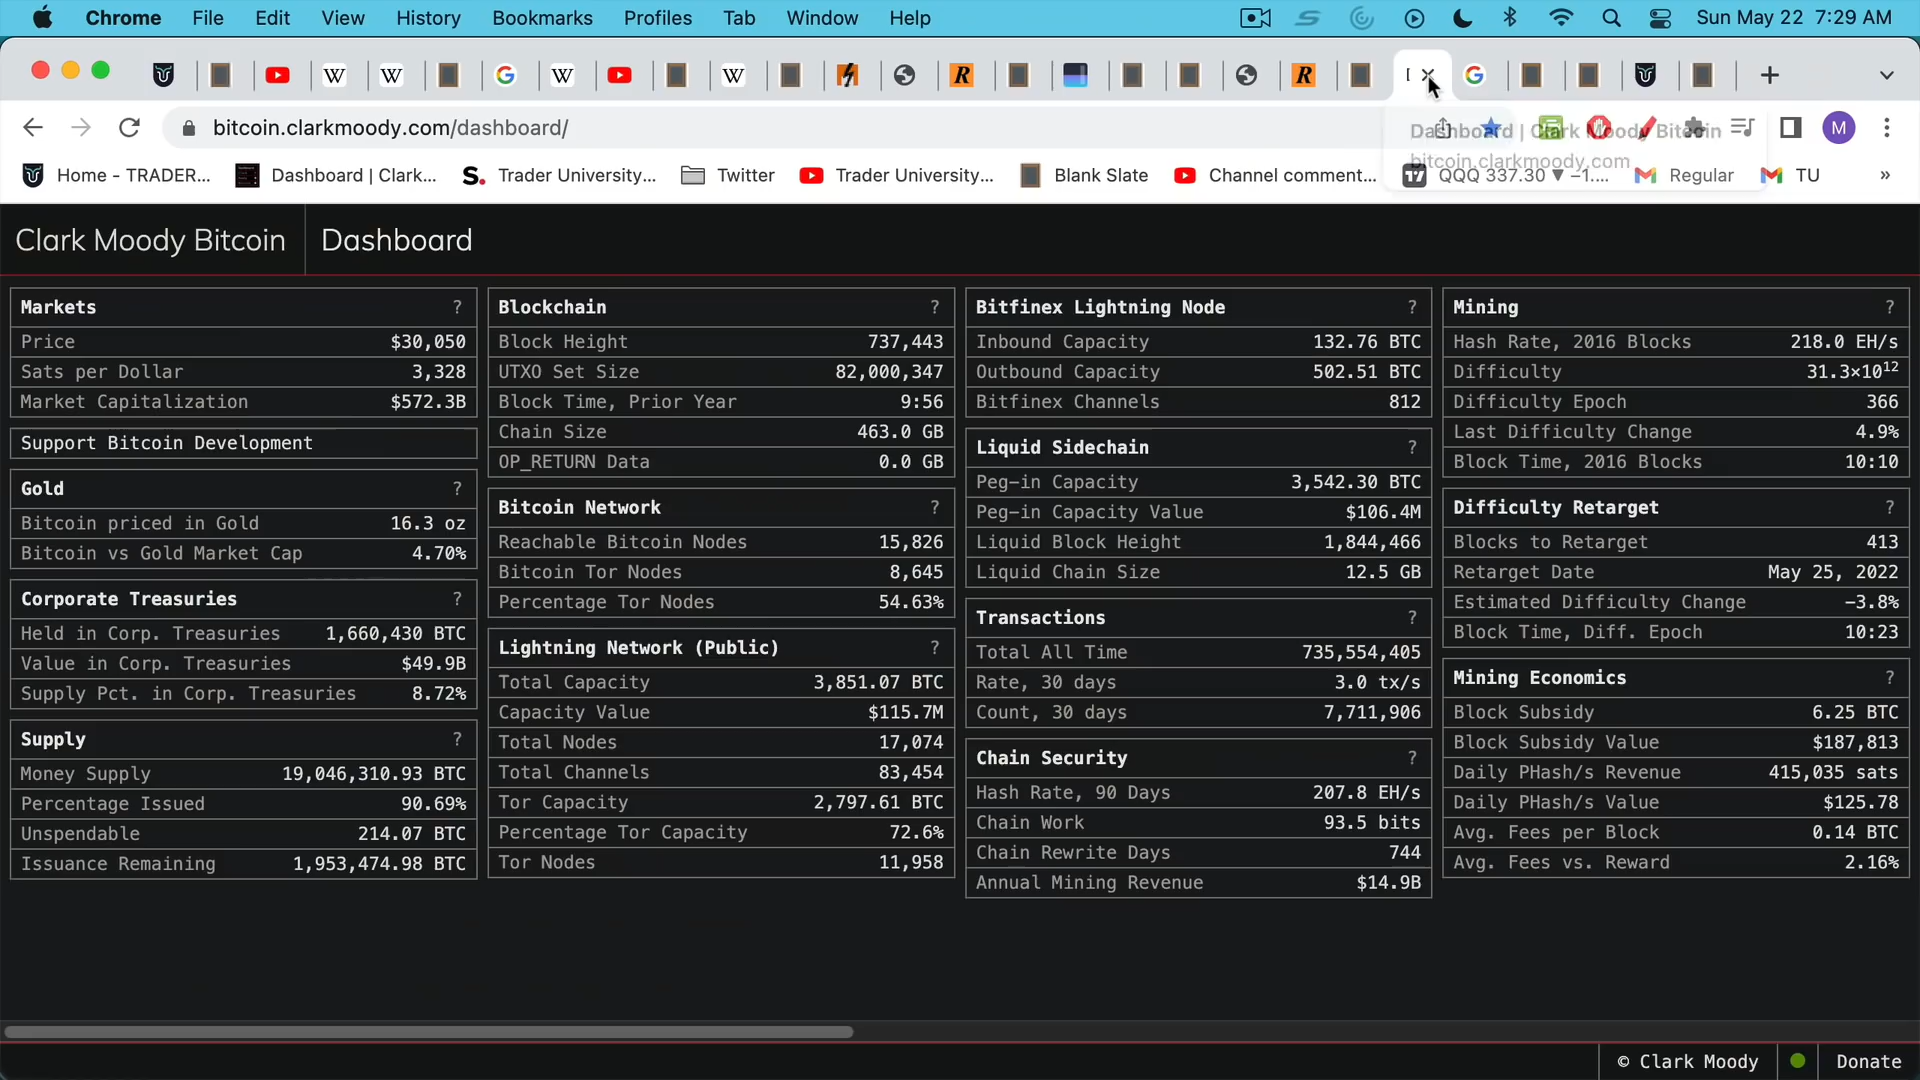 Chrome File Edit View History Bookmarks Profiles Tab Window Help Sun May 22 7:29 AM
bitcoin.clarkmoody.com/dashboard/
Dashboard | Clark Moody Bitcoin
bitcoin.clarkmoody.com
M
Home - TRADER... Dashboard | Clark... S. Trader University... Twitter Trader University... Blank Slate Channel comment... 17 QQQ 337.30 ▼ −1.... Regular TU »
Clark Moody Bitcoin Dashboard
Markets ?
Price $30,050
Sats per Dollar 3,328
Market Capitalization $572.3B
Support Bitcoin Development
Gold ?
Bitcoin priced in Gold 16.3 oz
Bitcoin vs Gold Market Cap 4.70%
Corporate Treasuries ?
Held in Corp. Treasuries 1,660,430 BTC
Value in Corp. Treasuries $49.9B
Supply Pct. in Corp. Treasuries 8.72%
Supply ?
Money Supply 19,046,310.93 BTC
Percentage Issued 90.69%
Unspendable 214.07 BTC
Issuance Remaining 1,953,474.98 BTC
Blockchain ?
Block Height 737,443
UTXO Set Size 82,000,347
Block Time, Prior Year 9:56
Chain Size 463.0 GB
OP_RETURN Data 0.0 GB
Bitcoin Network ?
Reachable Bitcoin Nodes 15,826
Bitcoin Tor Nodes 8,645
Percentage Tor Nodes 54.63%
Lightning Network (Public) ?
Total Capacity 3,851.07 BTC
Capacity Value $115.7M
Total Nodes 17,074
Total Channels 83,454
Tor Capacity 2,797.61 BTC
Percentage Tor Capacity 72.6%
Tor Nodes 11,958
Bitfinex Lightning Node ?
Inbound Capacity 132.76 BTC
Outbound Capacity 502.51 BTC
Bitfinex Channels 812
Liquid Sidechain ?
Peg-in Capacity 3,542.30 BTC
Peg-in Capacity Value $106.4M
Liquid Block Height 1,844,466
Liquid Chain Size 12.5 GB
Transactions ?
Total All Time 735,554,405
Rate, 30 days 3.0 tx/s
Count, 30 days 7,711,906
Chain Security ?
Hash Rate, 90 Days 207.8 EH/s
Chain Work 93.5 bits
Chain Rewrite Days 744
Annual Mining Revenue $14.9B
Mining ?
Hash Rate, 2016 Blocks 218.0 EH/s
Difficulty 31.3×10¹²
Difficulty Epoch 366
Last Difficulty Change 4.9%
Block Time, 2016 Blocks 10:10
Difficulty Retarget ?
Blocks to Retarget 413
Retarget Date May 25, 2022
Estimated Difficulty Change −3.8%
Block Time, Diff. Epoch 10:23
Mining Economics ?
Block Subsidy 6.25 BTC
Block Subsidy Value $187,813
Daily PHash/s Revenue 415,035 sats
Daily PHash/s Value $125.78
Avg. Fees per Block 0.14 BTC
Avg. Fees vs. Reward 2.16%
© Clark Moody Donate